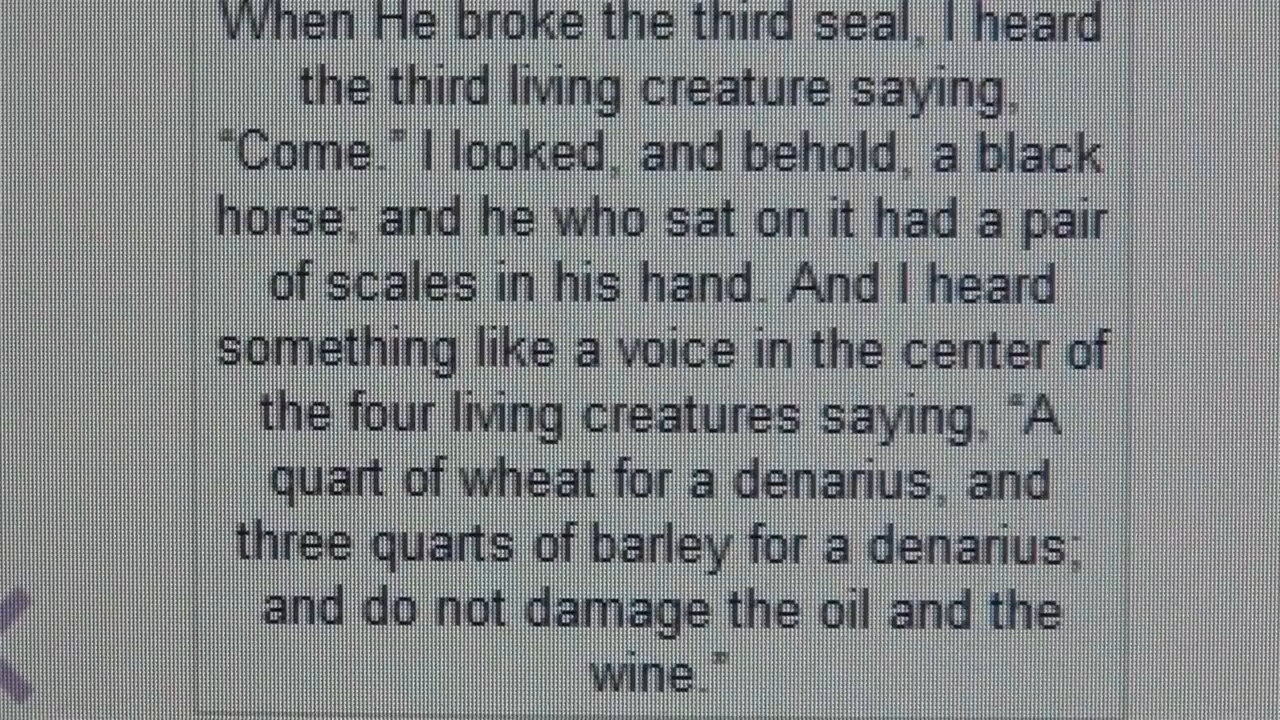 When He broke the third seal, I heard
the third living creature saying,
“Come.” I looked, and behold, a black
horse; and he who sat on it had a pair
of scales in his hand. And I heard
something like a voice in the center of
the four living creatures saying, “A
quart of wheat for a denarius, and
three quarts of barley for a denarius;
and do not damage the oil and the
wine.”